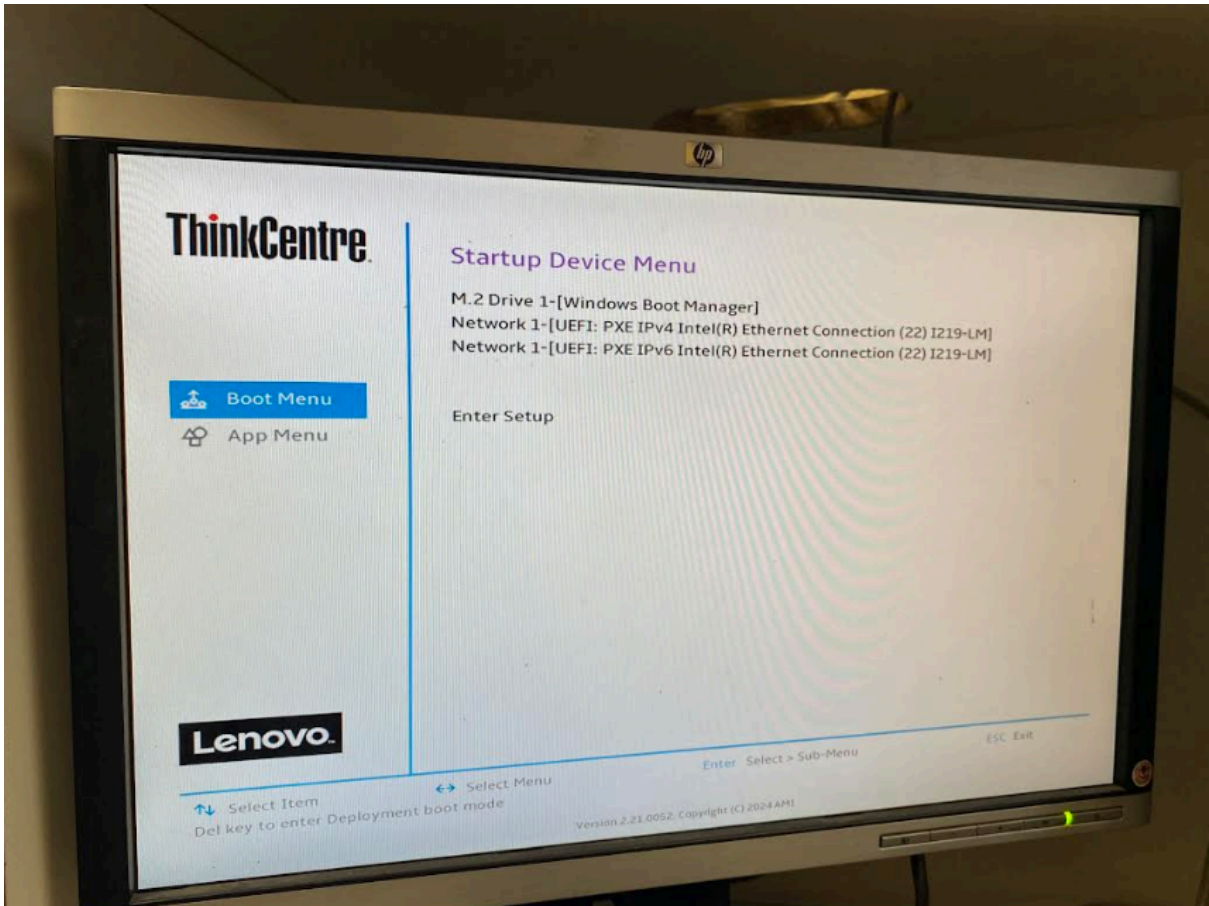 hp
ThinkCentre
Startup Device Menu
M.2 Drive 1-[Windows Boot Manager]
Network 1-[UEFI: PXE IPv4 Intel(R) Ethernet Connection (22) I219-LM]
Network 1-[UEFI: PXE IPv6 Intel(R) Ethernet Connection (22) I219-LM]
Boot Menu
Enter Setup
App Menu
Lenovo
↑↓ Select Item
↔ Select Menu
Enter Select > Sub-Menu
ESC Exit
Del key to enter Deployment boot mode
Version 2.21.0052. Copyright (C) 2024 AMI